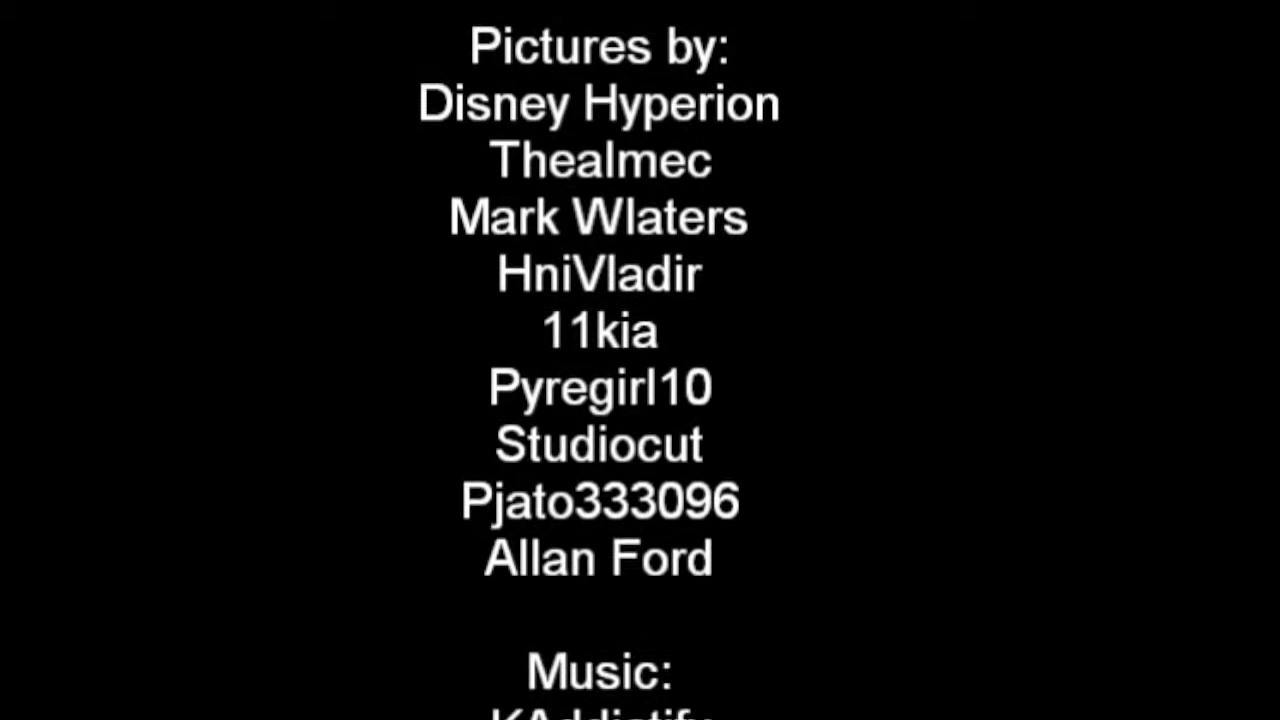 Pictures by:
Disney Hyperion
Thealmec
Mark Wlaters
HniVladir
11kia
Pyregirl10
Studiocut
Pjato333096
Allan Ford
Music: